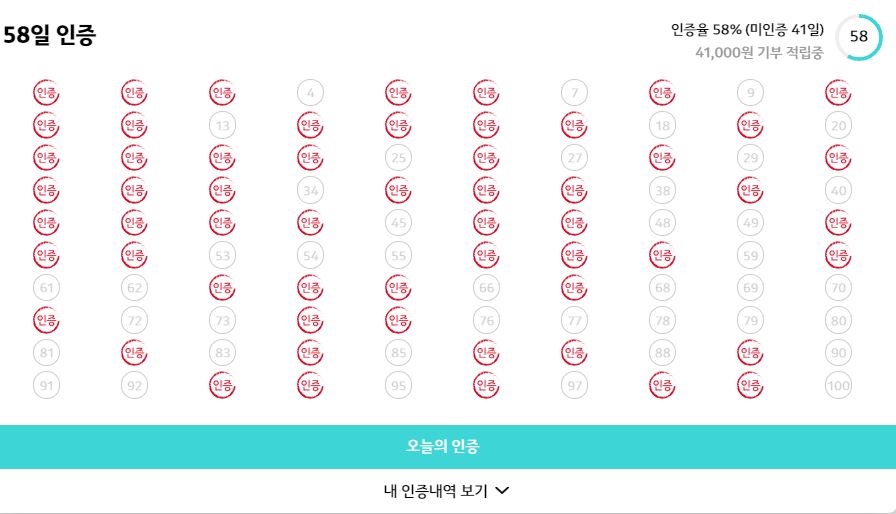 58일 인증
인증율 58% (미인증 41일)
41,000원 기부 적립중
58
인증 인증 인증 4 인증 인증 7 인증 9 인증
인증 인증 13 인증 인증 인증 인증 18 인증 20
인증 인증 인증 인증 25 인증 27 인증 29 인증
인증 인증 인증 34 인증 인증 인증 38 인증 40
인증 인증 인증 인증 45 인증 인증 48 49 인증
인증 인증 53 54 55 인증 인증 인증 59 인증
61 62 인증 인증 인증 66 인증 68 69 70
인증 72 73 인증 인증 76 77 78 79 80
81 인증 83 인증 85 인증 인증 88 인증 90
91 92 인증 인증 95 인증 97 인증 인증 100
오늘의 인증
내 인증내역 보기